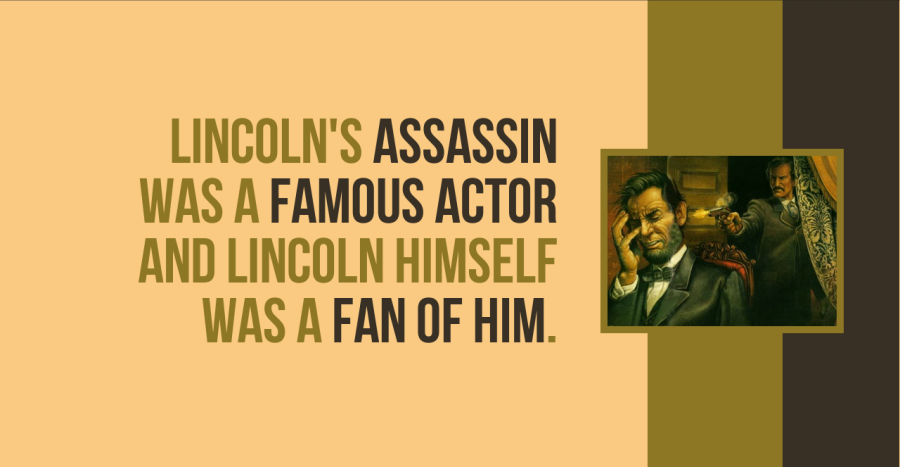 LINCOLN'S ASSASSIN
WAS A FAMOUS ACTOR
AND LINCOLN HIMSELF
WAS A FAN OF HIM.